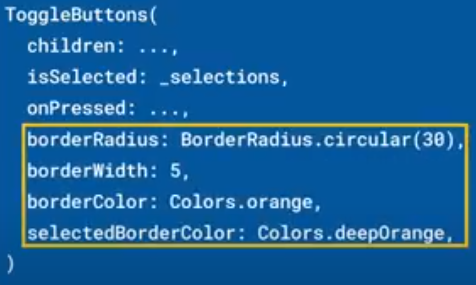 ToggleButtons(
children: ...,
isSelected: _selections,
onPressed: ...,
borderRadius: BorderRadius.circular(30),
borderWidth: 5,
borderColor: Colors.orange,
selectedBorderColor: Colors.deepOrange,
)